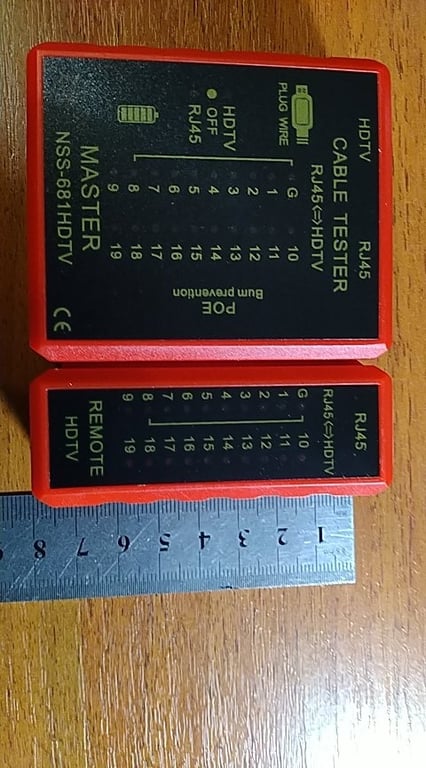 HDTV RJ45
CABLE TESTER
RJ45<=>HDTV
PLUG WIRE
G 10
1 11
2 12
HDTV 3 13
OFF 4 14
RJ45 5 15
6 16
7 17
8 18
9 19
POE
Bum prevention
MASTER
NSS-681HDTV
CE
RJ45
RJ45<=>HDTV
G 10
1 11
2 12
3 13
4 14
5 15
6 16
7 17
8 18
9 19
REMOTE
HDTV
1 2 3 4 5 6 7 8